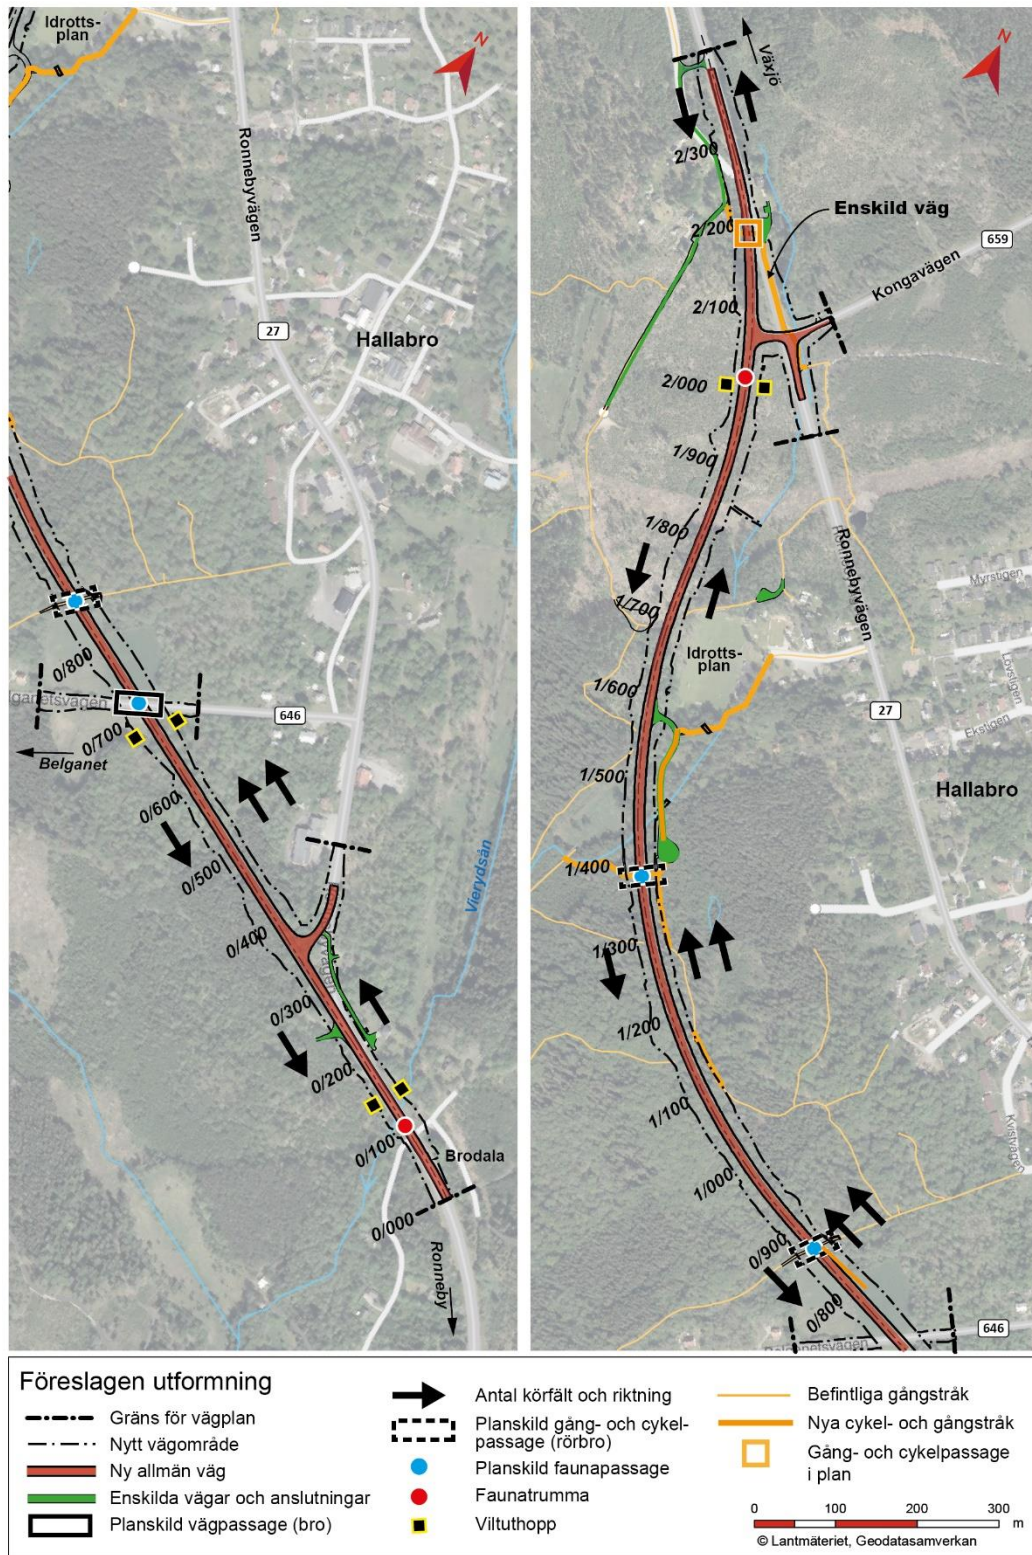 Idrotts-
plan
N
Ronnebyvägen
27
Hallabro
0/800
lganetsvägen
646
0/700
Belganet
0/600
0/500
Vierydsån
0/400
0/300
0/200
0/100
Brodala
0/000
Ronneby
N
Växjö
2/300
2/200
Enskild väg
659
Kongavägen
2/100
2/000
1/900
1/800
Ronnebyvägen
Myrstigen
1/700
Idrotts-
plan
Lövstigen
1/600
27
Ekstigen
1/500
Hallabro
1/400
1/300
1/200
1/100
Kvistvägen
1/000
0/900
0/800
646
Föreslagen utformning
Gräns för vägplan
Nytt vägområde
Ny allmän väg
Enskilda vägar och anslutningar
Planskild vägpassage (bro)
Antal körfält och riktning
Planskild gång- och cykel-
passage (rörbro)
Planskild faunapassage
Faunatrumma
Viltuthopp
Befintliga gångstråk
Nya cykel- och gångstråk
Gång- och cykelpassage
i plan
0 100 200 300
m
© Lantmäteriet, Geodatasamverkan